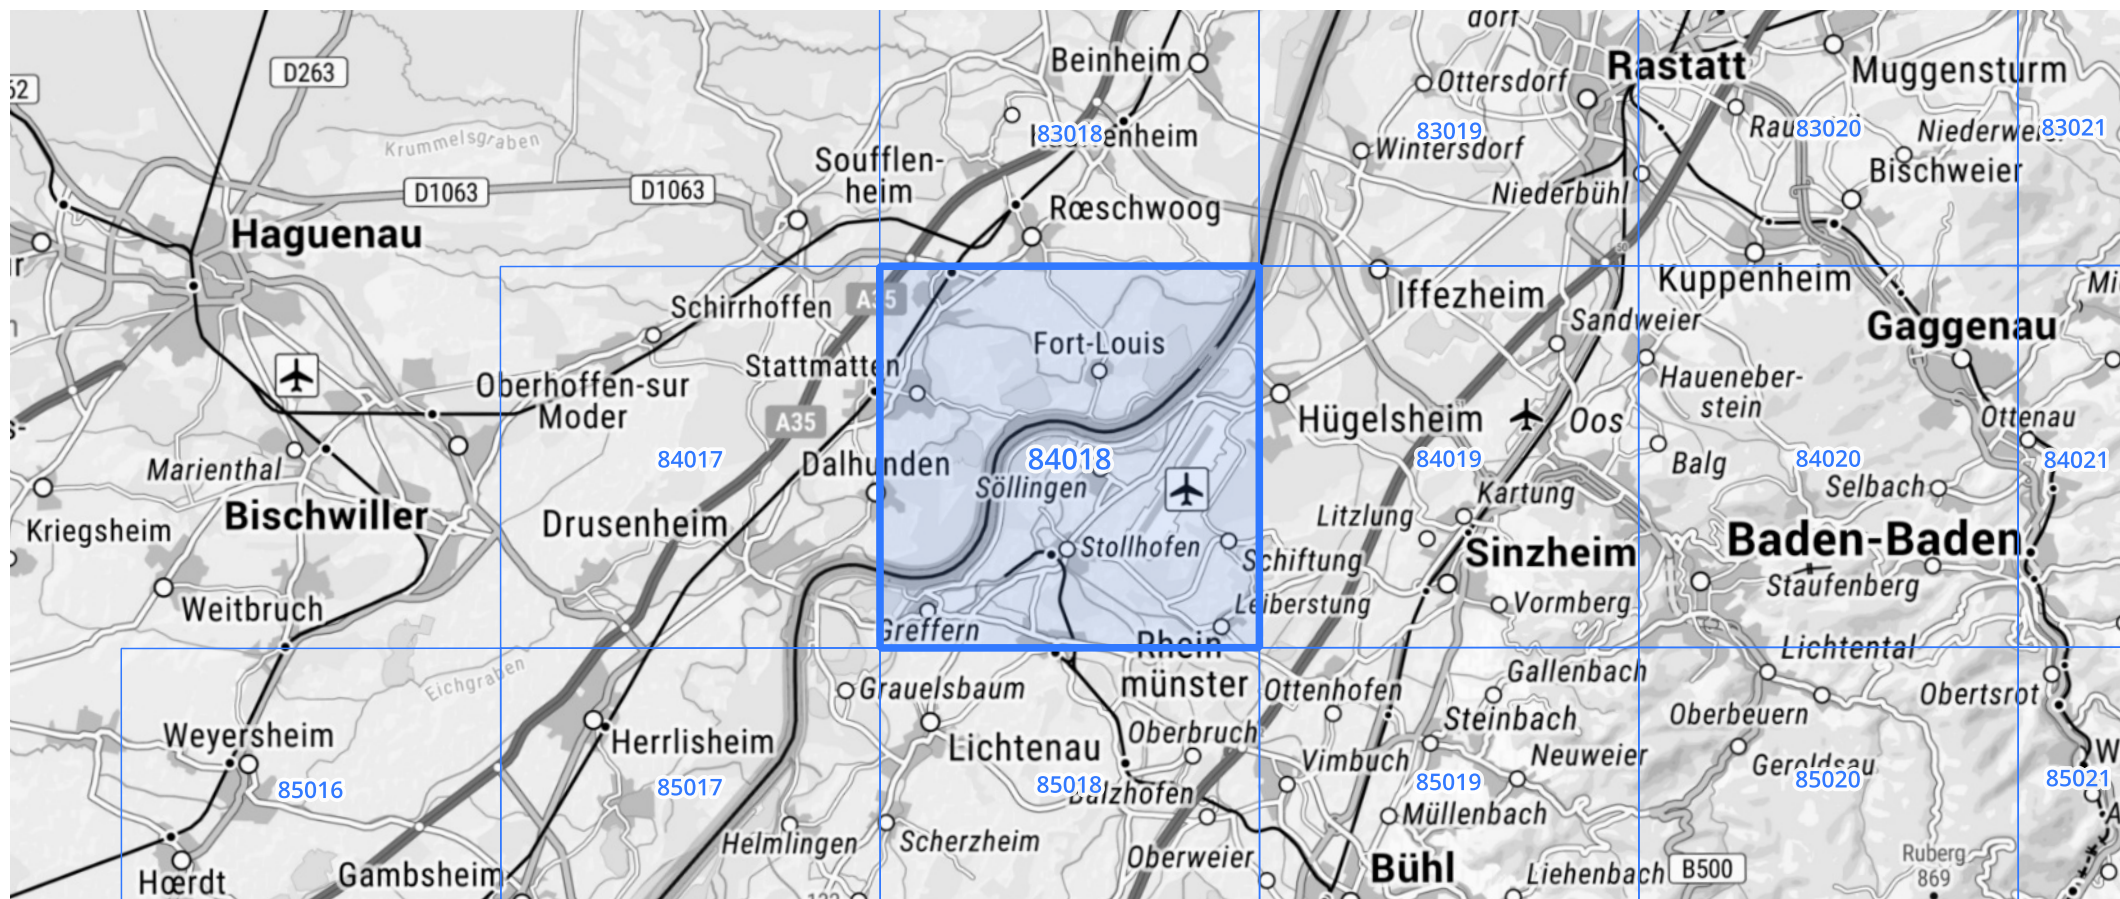 dorf
Beinheim
Rastatt
Muggensturm
D263
52
Ottersdorf
83018
83019
83020
83021
Krummelsgraben
Wintersdorf
Soufflen-
heim
Bischweier
D1063
D1063
Niederbühl
Rœschwoog
Haguenau
Kuppenheim
Iffezheim
Schirrhoffen
A35
Sandweier
Gaggenau
Fort-Louis
Stattmatten
Oberhoffen-sur
Moder
Haueneber-
stein
A35
Hügelsheim
Oos
Ottenau
Marienthal
84017
Dalhunden
84018
84019
Balg
84020
84021
Söllingen
Selbach
Kartung
Bischwiller
Litzlung
Kriegsheim
Drusenheim
Stollhofen
Schiftung
Sinzheim
Baden-Baden
Staufenberg
Weitbruch
Leiberstung
Vormberg
Greffern
Rhein
münster
Lichtental
Eichgraben
Grauelsbaum
Ottenhofen
Gallenbach
Obertsrot
Oberbeuern
Steinbach
Weyersheim
Herrlisheim
Lichtenau
Oberbruch
Vimbuch
Neuweier
Geroldsau
85016
85017
85018
85019
85020
85021
Balzhofen
Müllenbach
Helmlingen
Scherzheim
Oberweier
Bühl
Liehenbach
B500
Ruberg
869
Hœrdt
Gambsheim